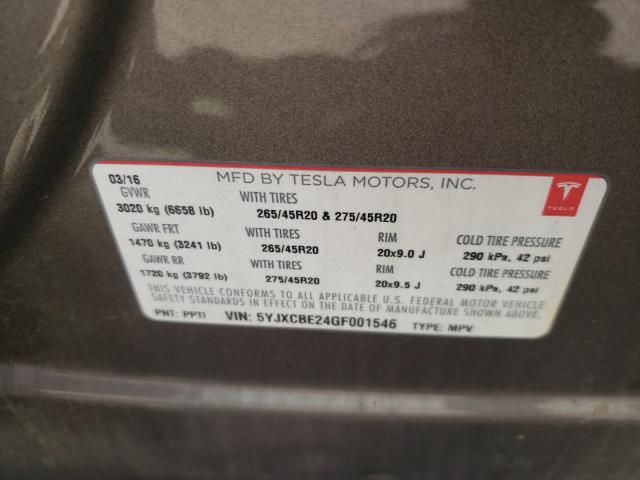 03/16 MFD BY TESLA MOTORS, INC.
GVWR WITH TIRES
3020 kg (6658 lb) 265/45R20 & 275/45R20
GAWR FRT WITH TIRES RIM COLD TIRE PRESSURE
1470 kg (3241 lb) 265/45R20 20x9.0 J 290 kPa, 42 psi
GAWR RR WITH TIRES RIM COLD TIRE PRESSURE
1720 kg (3792 lb) 275/45R20 20x9.5 J 290 kPa, 42 psi
THIS VEHICLE CONFORMS TO ALL APPLICABLE U.S. FEDERAL MOTOR VEHICLE
SAFETY STANDARDS IN EFFECT ON THE DATE OF MANUFACTURE SHOWN ABOVE.
PNT: PPTI VIN: 5YJXCBE24GF001546 TYPE: MPV
TESLA